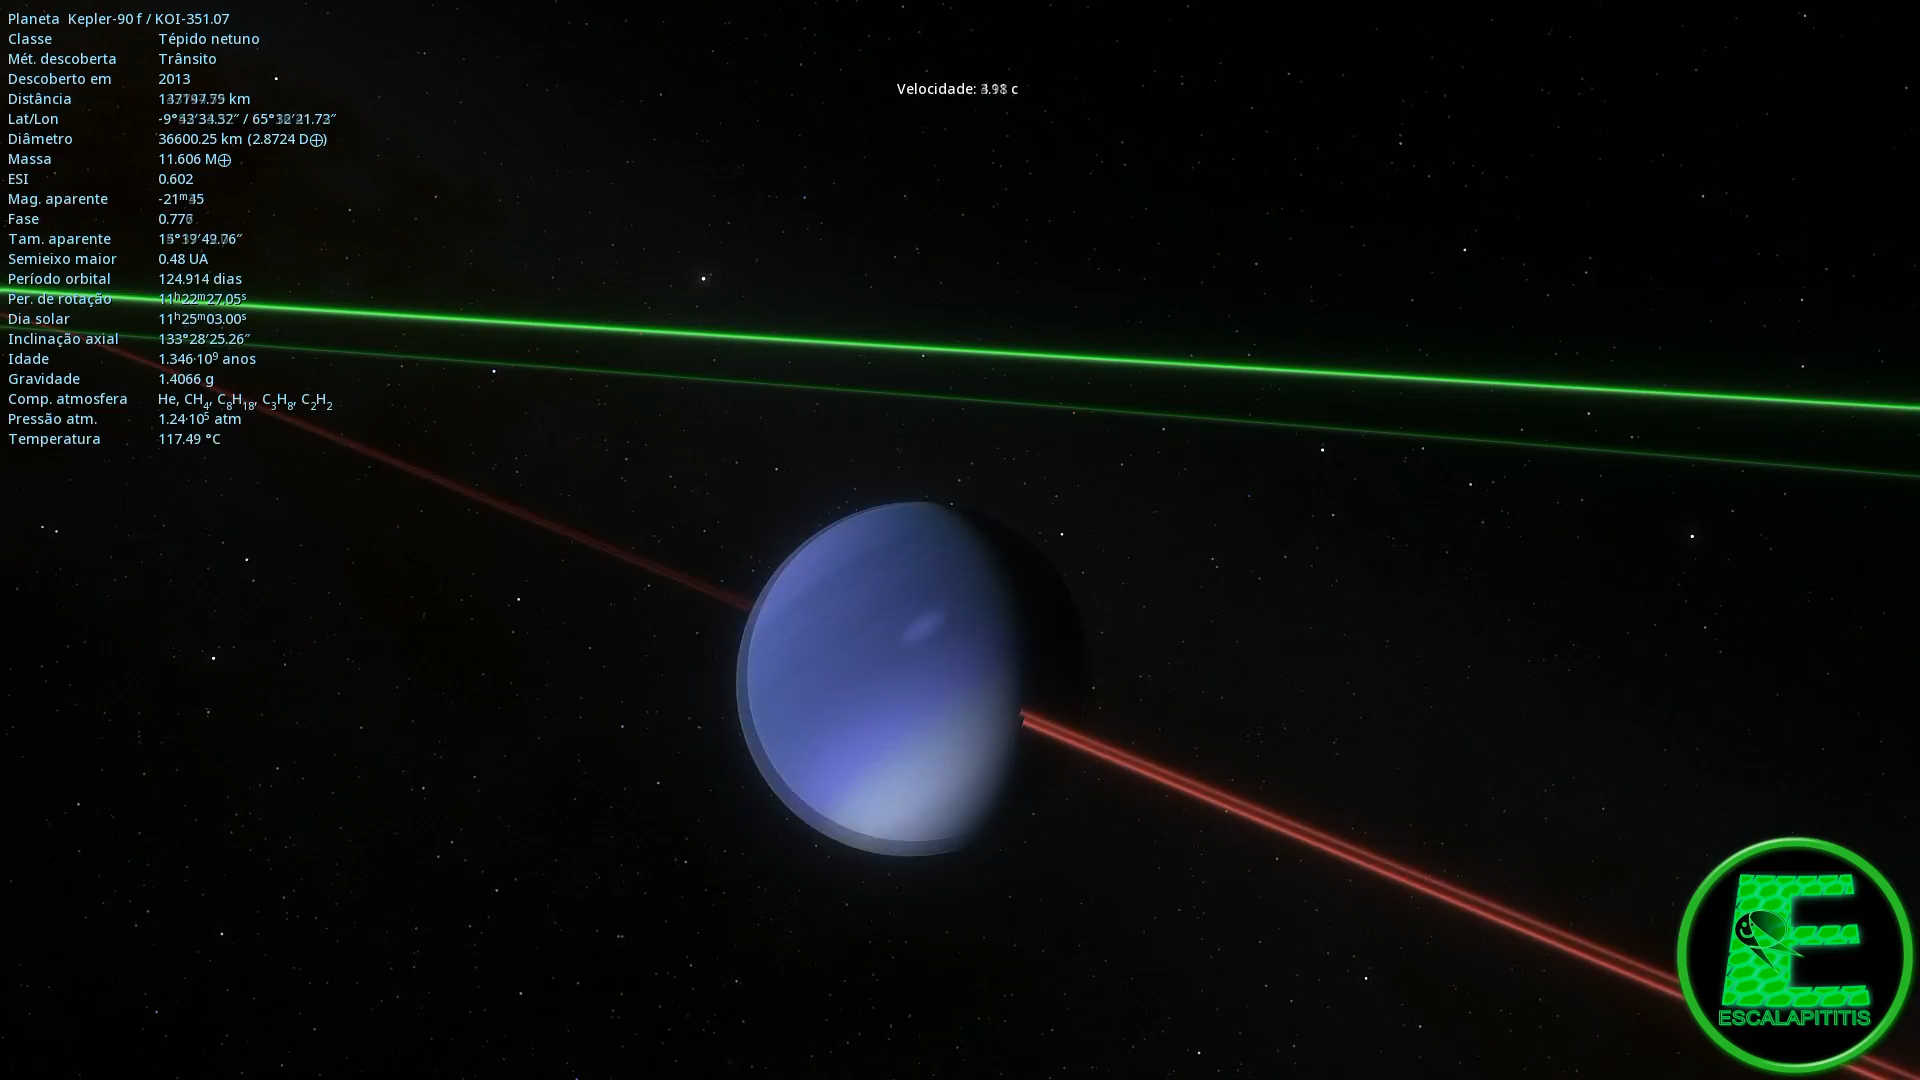 Planeta Kepler-90 f / KOI-351.07
Classe Tépido netuno
Mét. descoberta Trânsito
Descoberto em 2013
Distância km
Lat/Lon
Diâmetro 36600.25 km (2.8724 D⊕)
Massa 11.606 M⊕
ESI 0.602
Mag. aparente
Fase
Tam. aparente
Semieixo maior 0.48 UA
Período orbital 124.914 dias
Per. de rotação 11ʰ22ᵐ27.05ˢ
Dia solar 11ʰ25ᵐ03.00ˢ
Inclinação axial 133°28′25.26″
Idade 1.346·10⁹ anos
Gravidade 1.4066 g
Comp. atmosfera He, CH₄, C₈H₁₈, C₃H₈, C₂H₂
Pressão atm. 1.24·10⁵ atm
Temperatura 117.49 °C
Velocidade: c
E
ESCALAPITITIS